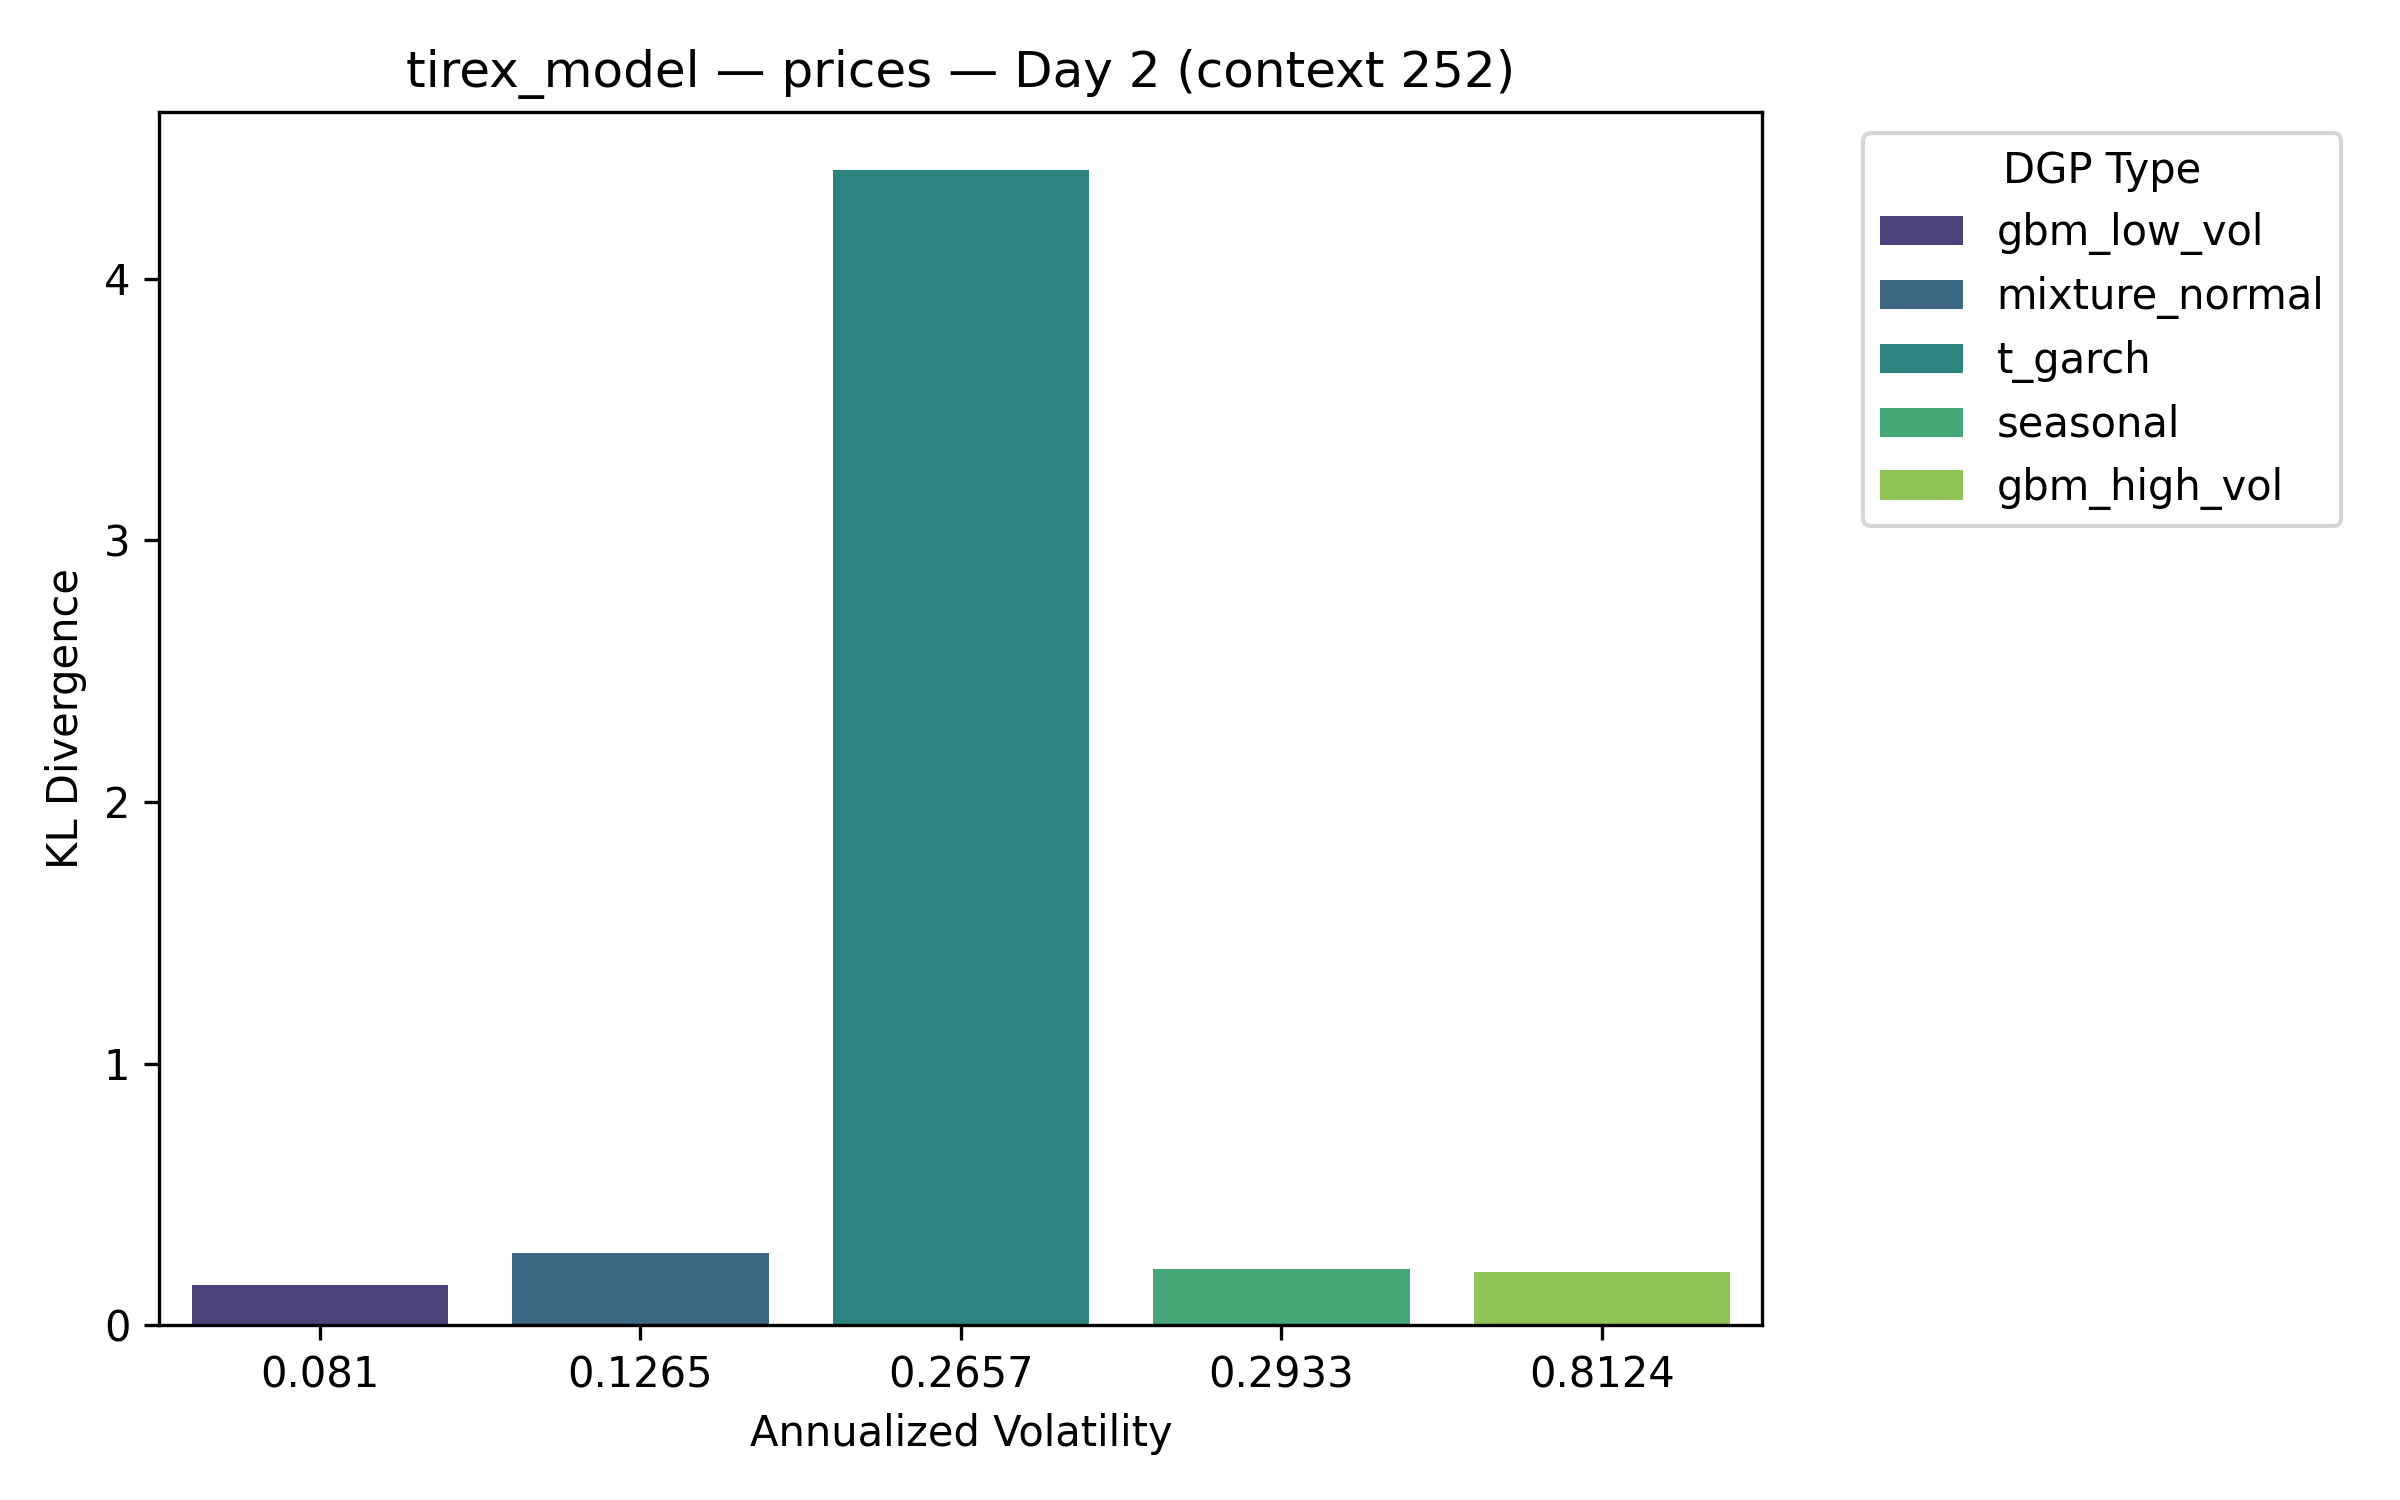 tirex_model — prices — Day 2 (context 252)
DGP Type
gbm_low_vol
mixture_normal
t_garch
seasonal
gbm_high_vol
KL Divergence
4
3
2
1
0
0.081 0.1265 0.2657 0.2933 0.8124
Annualized Volatility